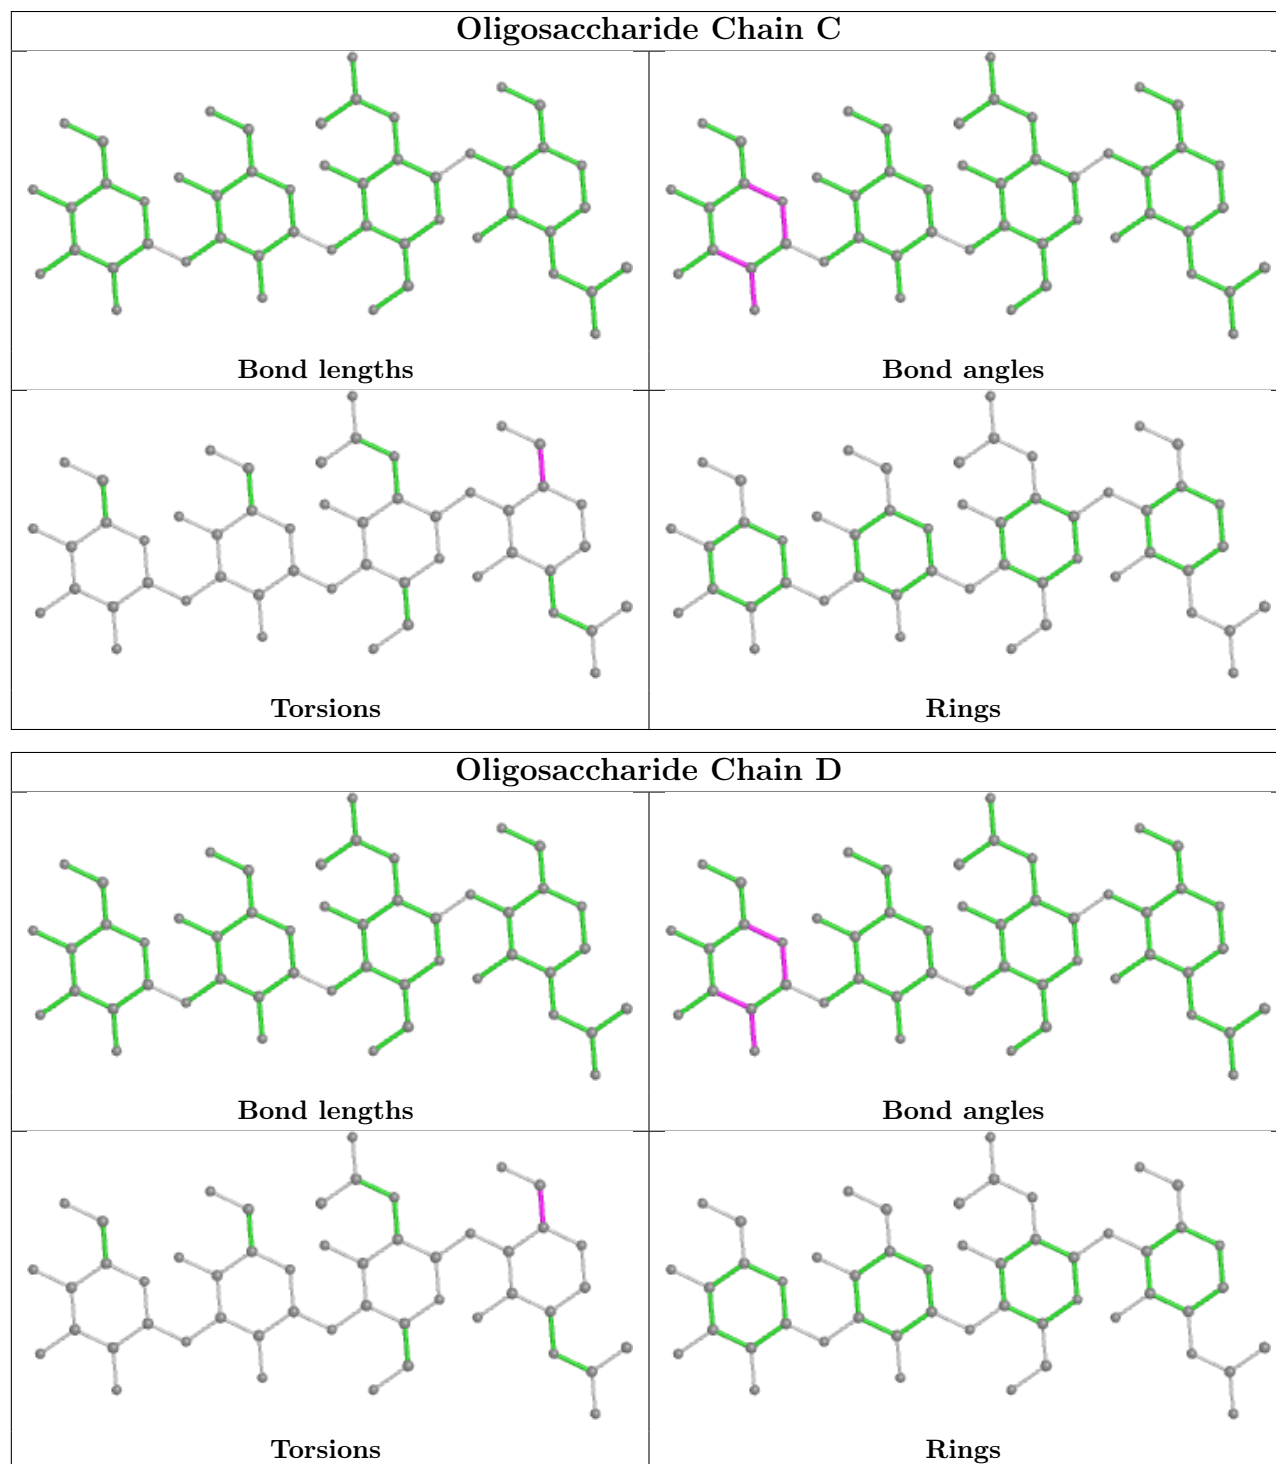 Oligosaccharide Chain C
Bond lengths
Bond angles
Torsions
Rings
Oligosaccharide Chain D
Bond lengths
Bond angles
Torsions
Rings